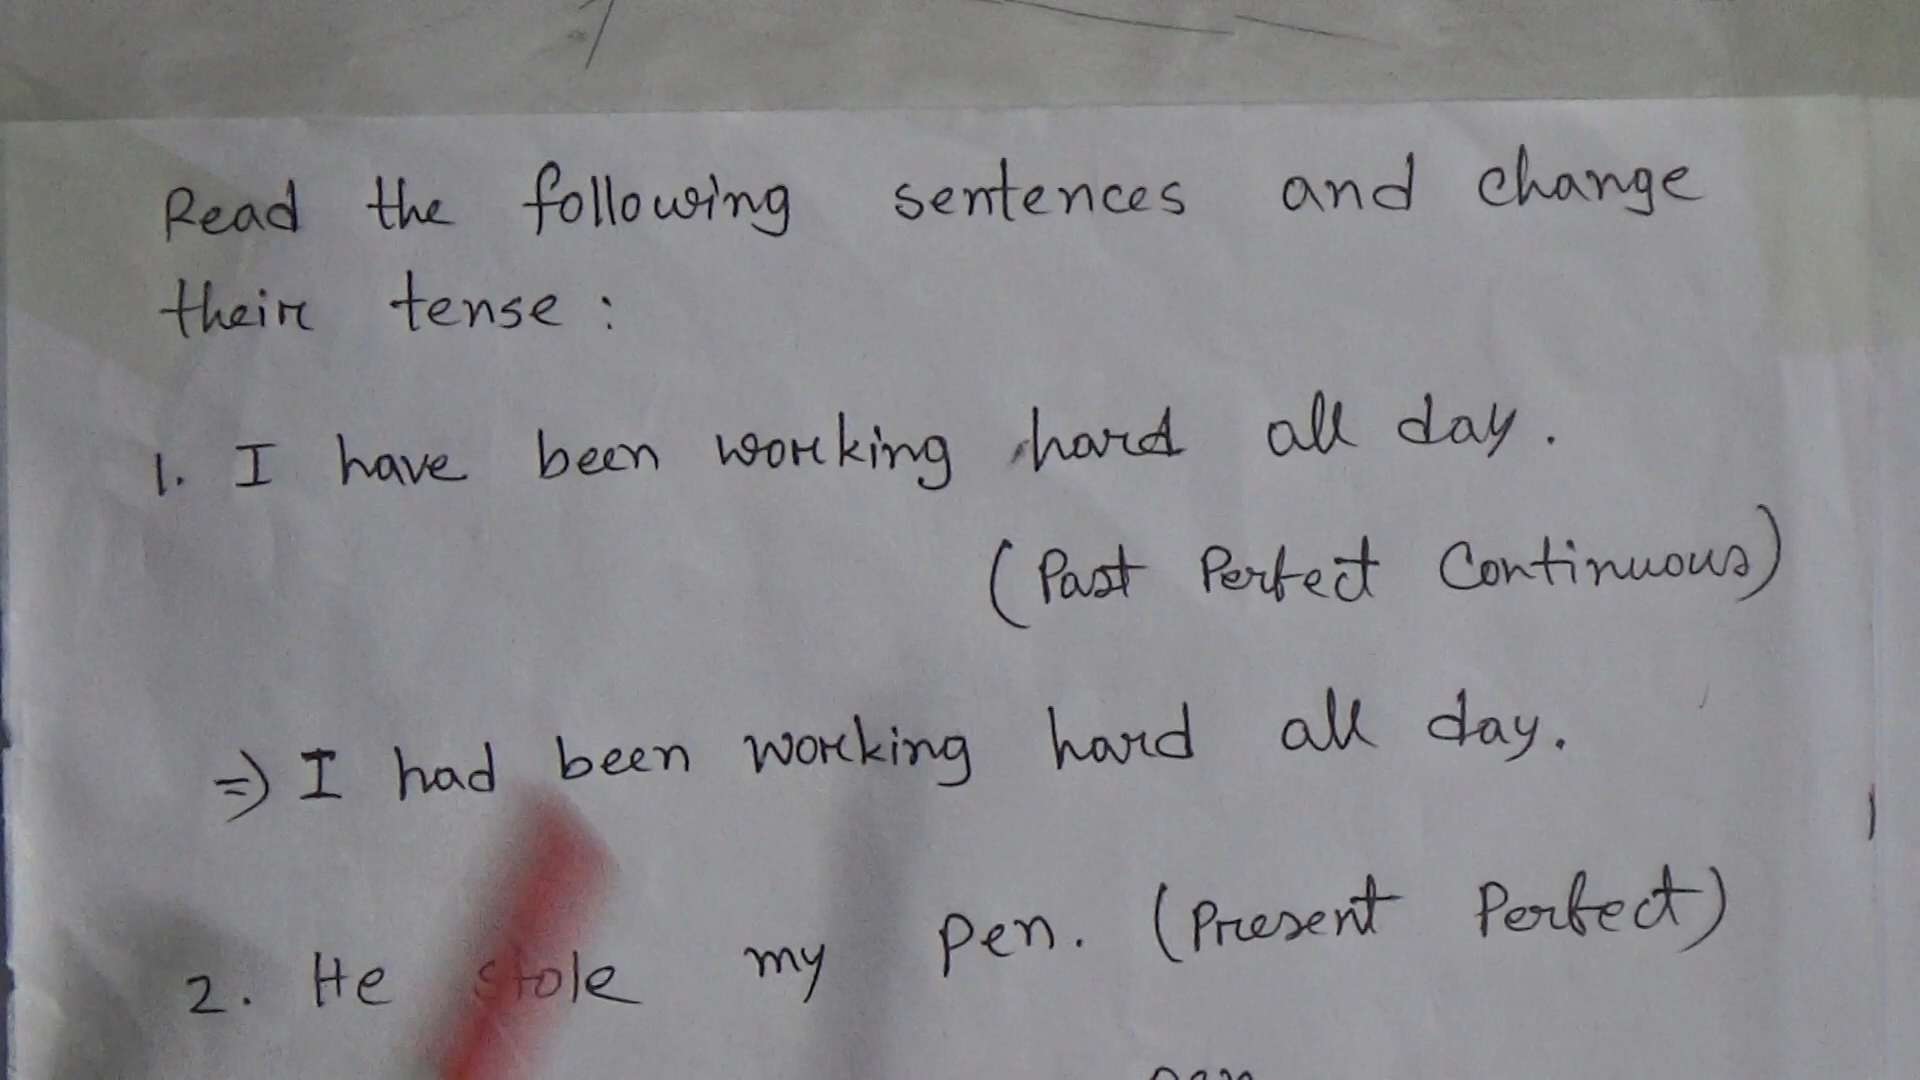 Read the following sentences and change
their tense :
1. I have been working hard all day.
(Past Perfect Continuous)
=> I had been working hard all day.
2. He stole my pen. (Present Perfect)